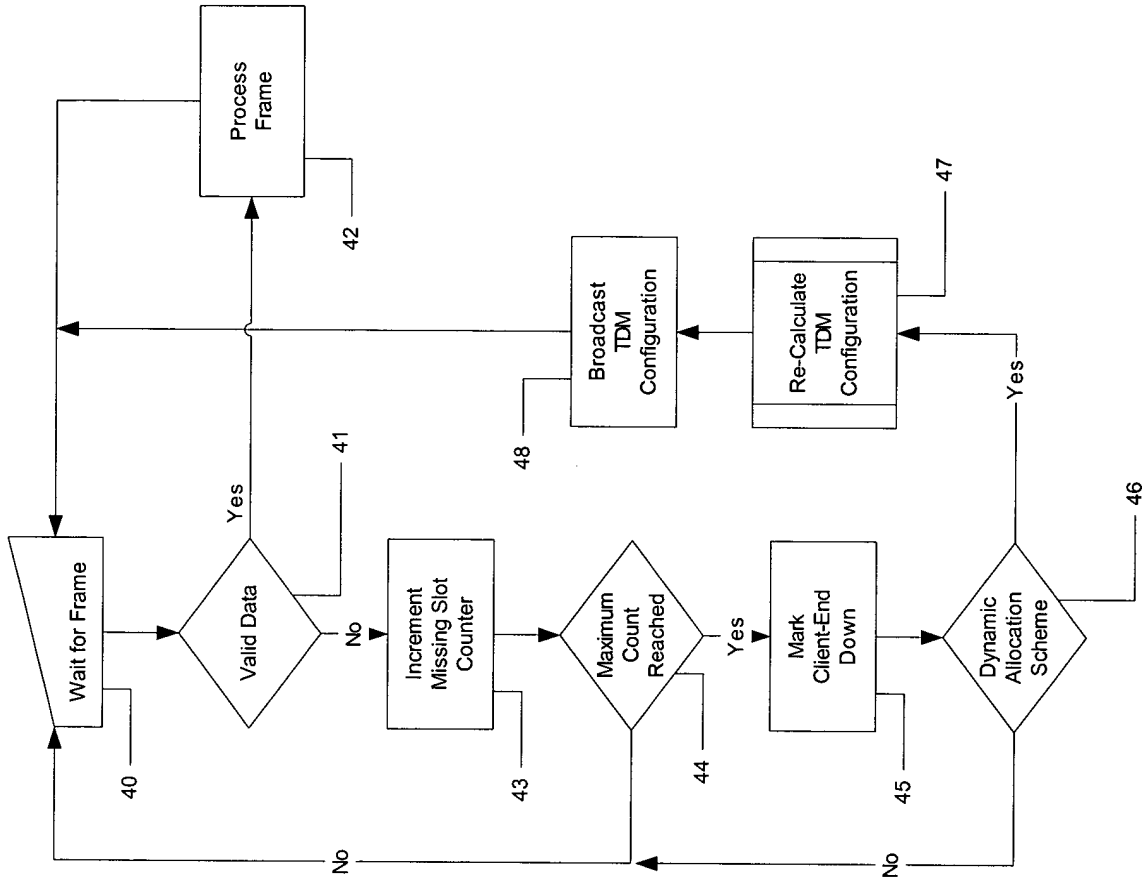 Wait for Frame
40
Valid Data
41
Yes
Process
Frame
42
No
Increment
Missing Slot
Counter
43
Maximum
Count
Reached
44
No
Yes
Mark
Client-End
Down
45
Dynamic
Allocation
Scheme
46
No
Yes
Re-Calculate
TDM
Configuration
47
Broadcast
TDM
Configuration
48